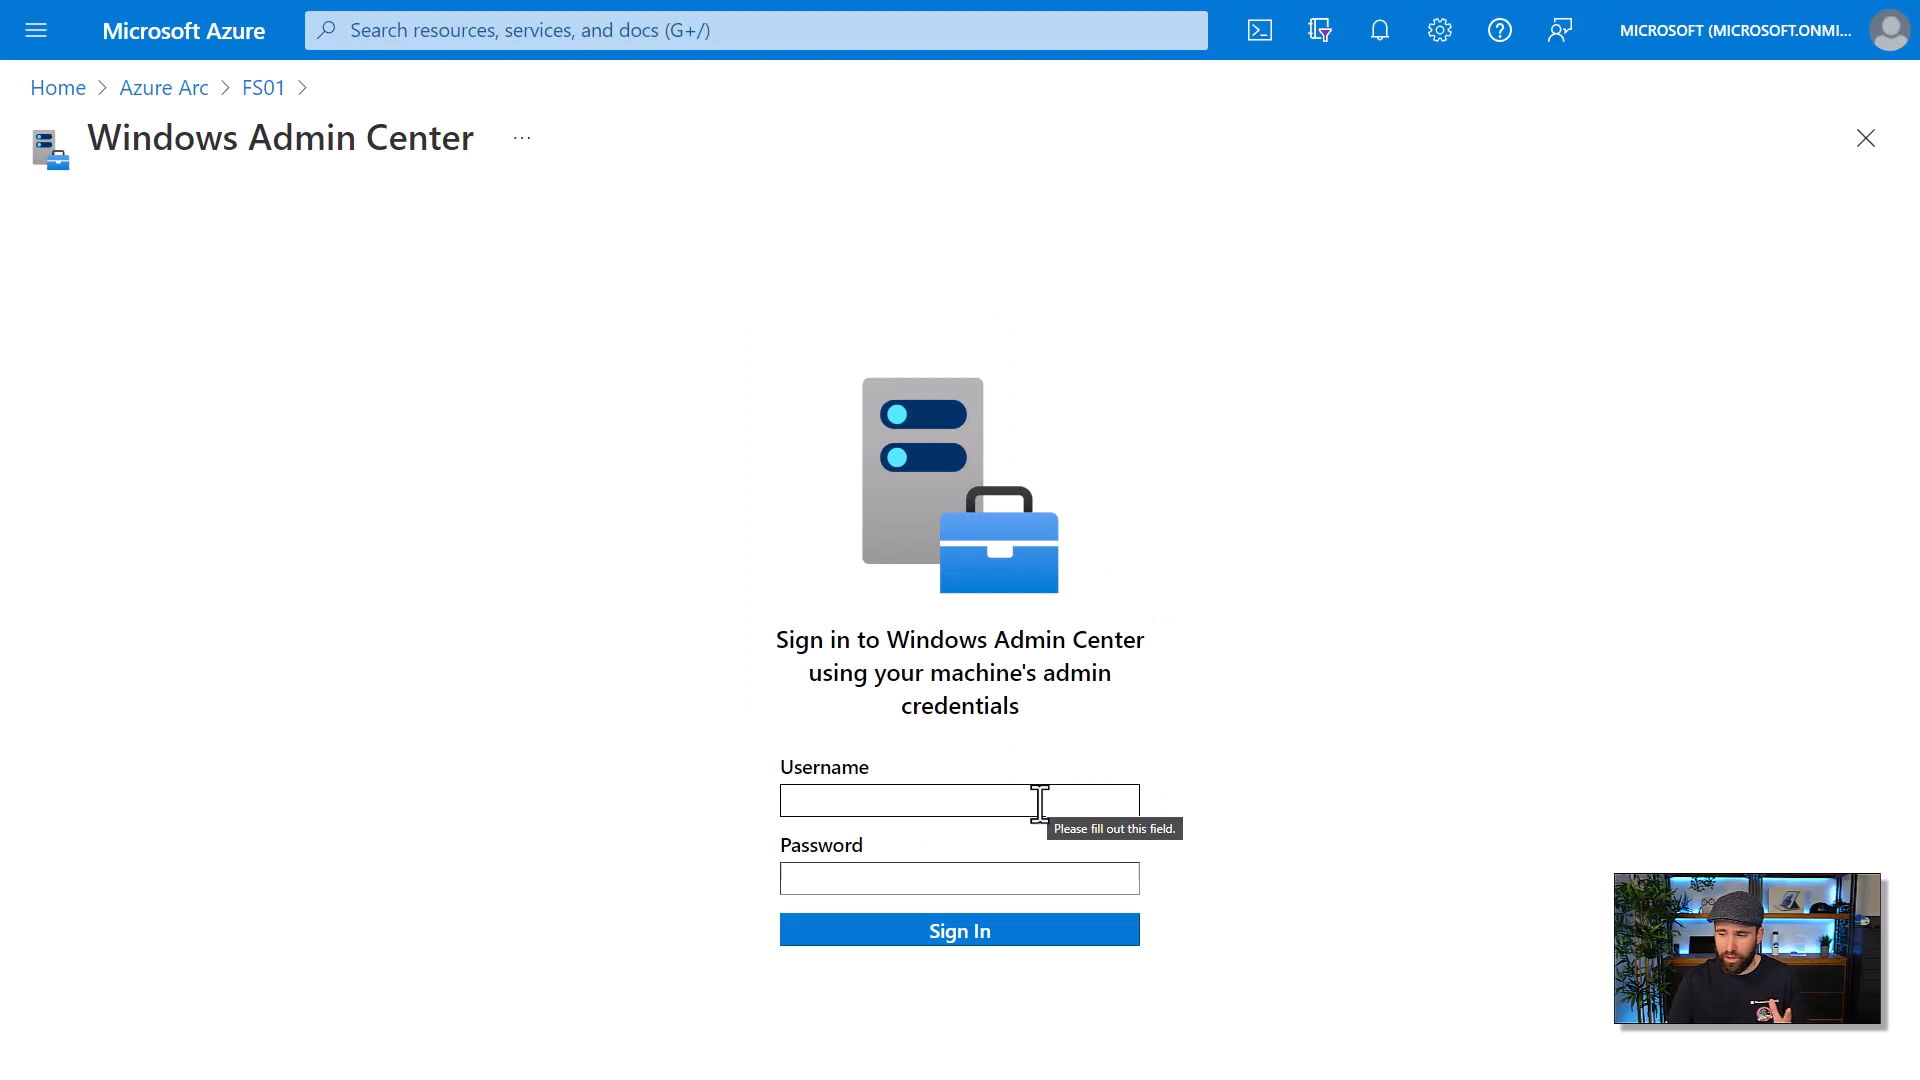 Microsoft Azure
Search resources, services, and docs (G+/)
MICROSOFT (MICROSOFT.ONMI...
Home > Azure Arc > FS01 >
Windows Admin Center ...
Sign in to Windows Admin Center
using your machine's admin
credentials
Username
Please fill out this field.
Password
Sign In